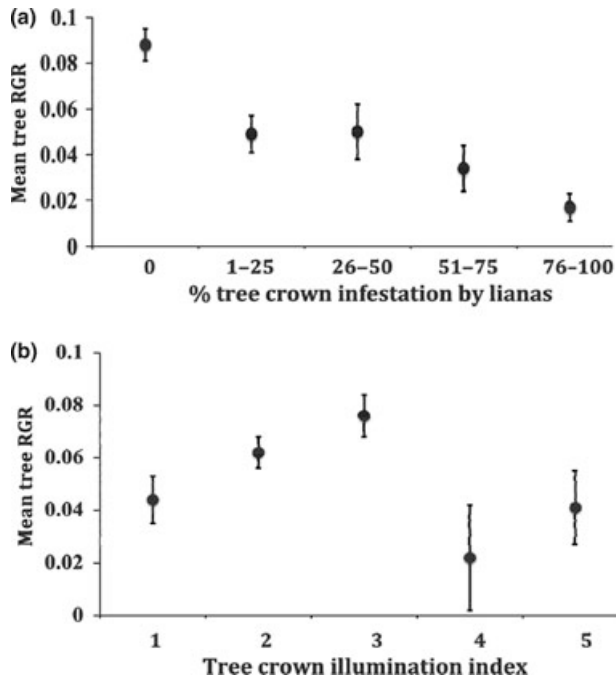 (a)
Mean tree RGR
0.1
0.08
0.06
0.04
0.02
0
0 1–25 26–50 51–75 76–100
% tree crown infestation by lianas
(b)
Mean tree RGR
0.1
0.08
0.06
0.04
0.02
0
1 2 3 4 5
Tree crown illumination index